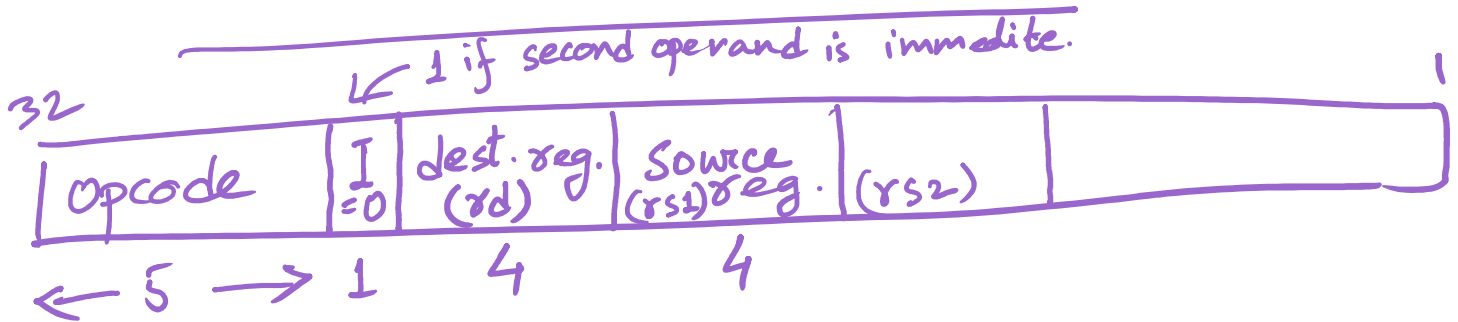 1 if second operand is immedite.
32 1
opcode I =0 dest. reg. (rd) source (rs1) reg. (rs2)
5 1 4 4